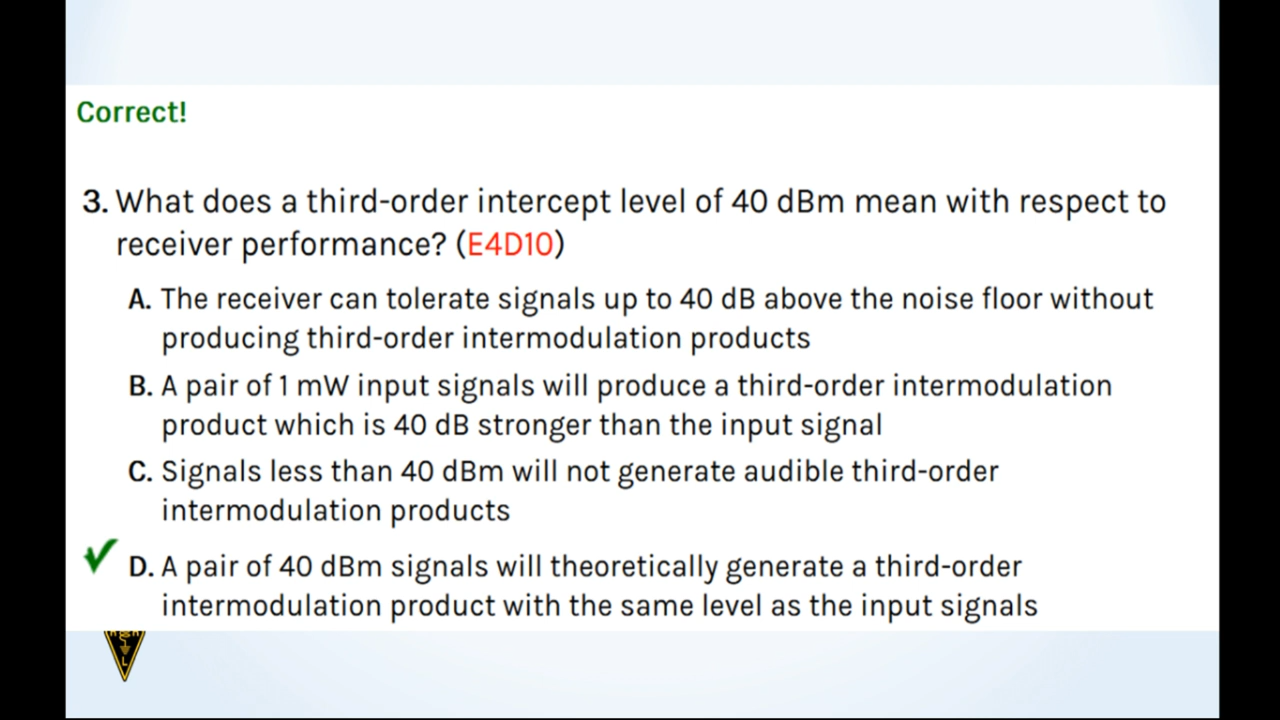 Correct!
3. What does a third-order intercept level of 40 dBm mean with respect to
receiver performance? (E4D10)
A. The receiver can tolerate signals up to 40 dB above the noise floor without
producing third-order intermodulation products
B. A pair of 1 mW input signals will produce a third-order intermodulation
product which is 40 dB stronger than the input signal
C. Signals less than 40 dBm will not generate audible third-order
intermodulation products
D. A pair of 40 dBm signals will theoretically generate a third-order
intermodulation product with the same level as the input signals
L